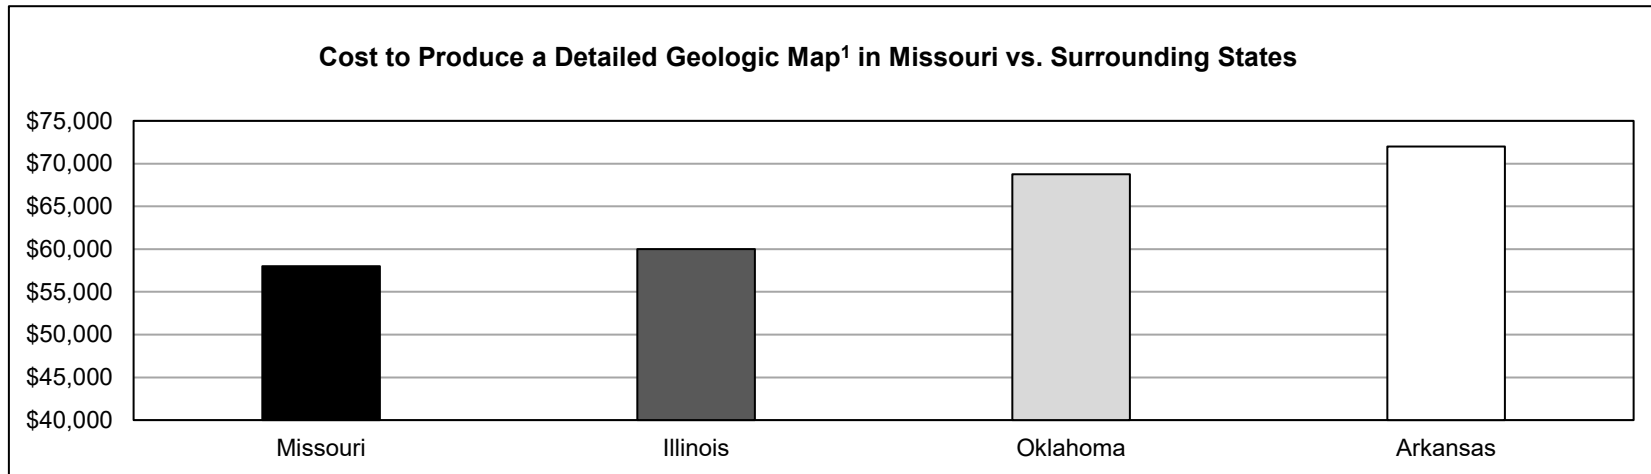 Cost to Produce a Detailed Geologic Map¹ in Missouri vs. Surrounding States
$75,000
$70,000
$65,000
$60,000
$55,000
$50,000
$45,000
$40,000
Missouri
Illinois
Oklahoma
Arkansas